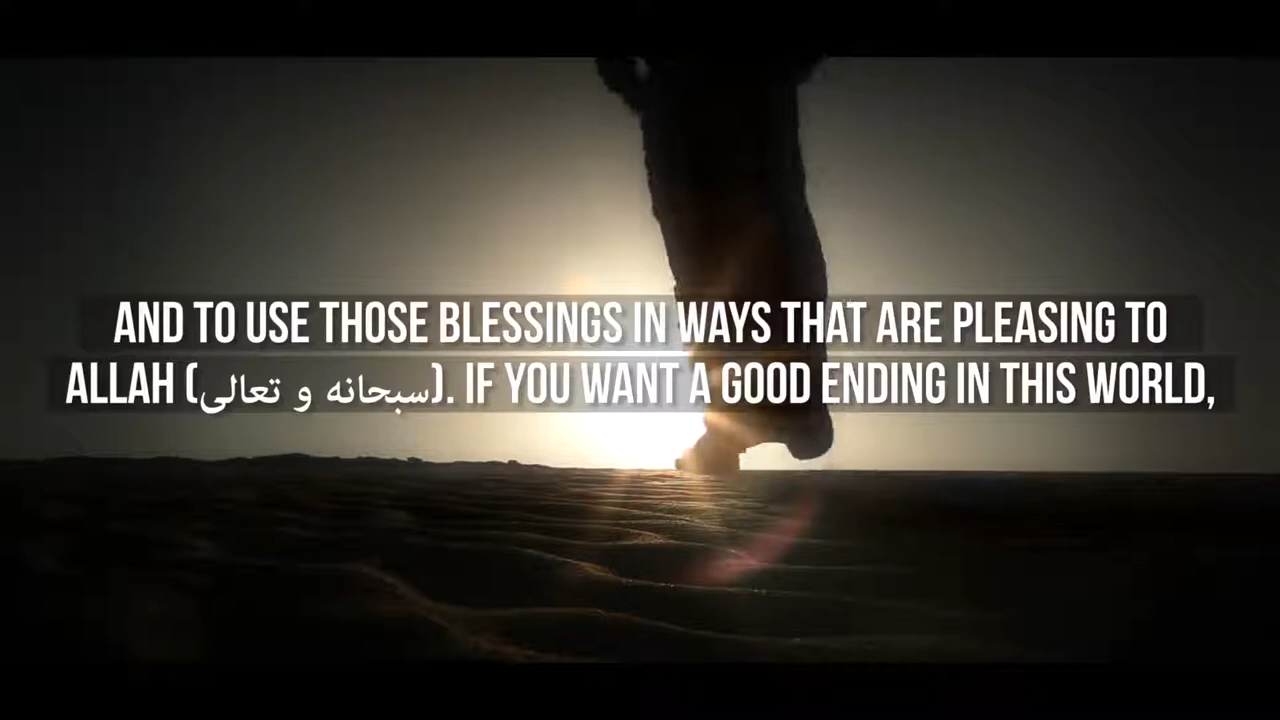 AND TO USE THOSE BLESSINGS IN WAYS THAT ARE PLEASING TO
ALLAH (سبحانه و تعالى). IF YOU WANT A GOOD ENDING IN THIS WORLD,